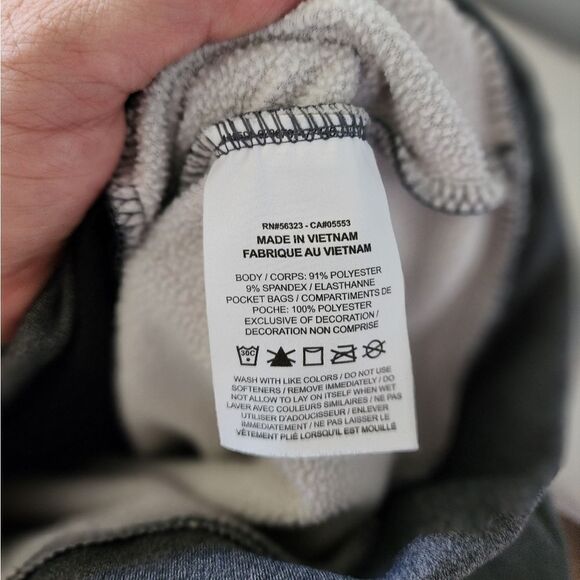 RN#56323 - CA#05553
MADE IN VIETNAM
FABRIQUE AU VIETNAM
BODY / CORPS: 91% POLYESTER
9% SPANDEX / ELASTHANNE
POCKET BAGS / COMPARTIMENTS DE
POCHE: 100% POLYESTER
EXCLUSIVE OF DECORATION /
DECORATION NON COMPRISE
30C
WASH WITH LIKE COLORS / DO NOT USE
SOFTENERS / REMOVE IMMEDIATELY / DO
NOT ALLOW TO LAY ON ITSELF WHEN WET
LAVER AVEC COULEURS SIMILAIRES / NE PAS
UTILISER D'ADOUCISSEUR/ ENLEVER
IMMÉDIATEMENT / NE PAS
VÊTEMENT PLIÉ LORSQU'IL EST MOUILLÉ